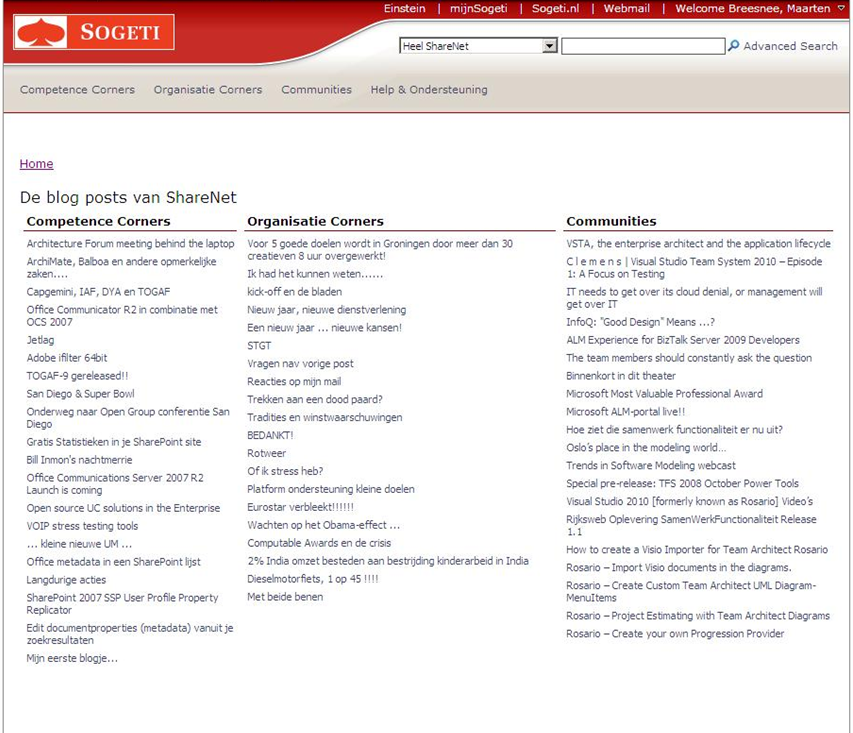 Einstein | mijnSogeti | Sogeti.nl | Webmail | Welcome Breesnee, Maarten
SOGETI
Heel ShareNet
Advanced Search
Competence Corners Organisatie Corners Communities Help & Ondersteuning
Home
De blog posts van ShareNet
Competence Corners
Architecture Forum meeting behind the laptop
ArchiMate, Balboa en andere opmerkelijke
zaken....
Capgemini, IAF, DYA en TOGAF
Office Communicator R2 in combinatie met
OCS 2007
Jetlag
Adobe ifilter 64bit
TOGAF-9 gereleased!!
San Diego & Super Bowl
Onderweg naar Open Group conferentie San
Diego
Gratis Statistieken in je SharePoint site
Bill Inmon's nachtmerrie
Office Communications Server 2007 R2
Launch is coming
Open source UC solutions in the Enterprise
VOIP stress testing tools
... kleine nieuwe UM ...
Office metadata in een SharePoint lijst
Langdurige acties
SharePoint 2007 SSP User Profile Property
Replicator
Edit documentproperties (metadata) vanuit je
zoekresultaten
Mijn eerste blogje...
Organisatie Corners
Voor 5 goede doelen wordt in Groningen door meer dan 30
creatieven 8 uur overgewerkt!
Ik had het kunnen weten......
kick-off en de bladen
Nieuw jaar, nieuwe dienstverlening
Een nieuw jaar ... nieuwe kansen!
STGT
Vragen nav vorige post
Reacties op mijn mail
Trekken aan een dood paard?
Tradities en winstwaarschuwingen
BEDANKT!
Rotweer
Of ik stress heb?
Platform ondersteuning kleine doelen
Eurostar verbleekt!!!!!!
Wachten op het Obama-effect ...
Computable Awards en de crisis
2% India omzet besteden aan bestrijding kinderarbeid in India
Dieselmotorfiets, 1 op 45 !!!!
Met beide benen
Communities
VSTA, the enterprise architect and the application lifecycle
C l e m e n s | Visual Studio Team System 2010 – Episode
1: A Focus on Testing
IT needs to get over its cloud denial, or management will
get over IT
InfoQ: "Good Design" Means ...?
ALM Experience for BizTalk Server 2009 Developers
The team members should constantly ask the question
Binnenkort in dit theater
Microsoft Most Valuable Professional Award
Microsoft ALM-portal live!!
Hoe ziet die samenwerk functionaliteit er nu uit?
Oslo's place in the modeling world...
Trends in Software Modeling webcast
Special pre-release: TFS 2008 October Power Tools
Visual Studio 2010 [formerly known as Rosario] Video's
Rijksweb Oplevering SamenWerkFunctionaliteit Release
1.1
How to create a Visio Importer for Team Architect Rosario
Rosario – Import Visio documents in the diagrams.
Rosario – Create Custom Team Architect UML Diagram-
MenuItems
Rosario – Project Estimating with Team Architect Diagrams
Rosario – Create your own Progression Provider